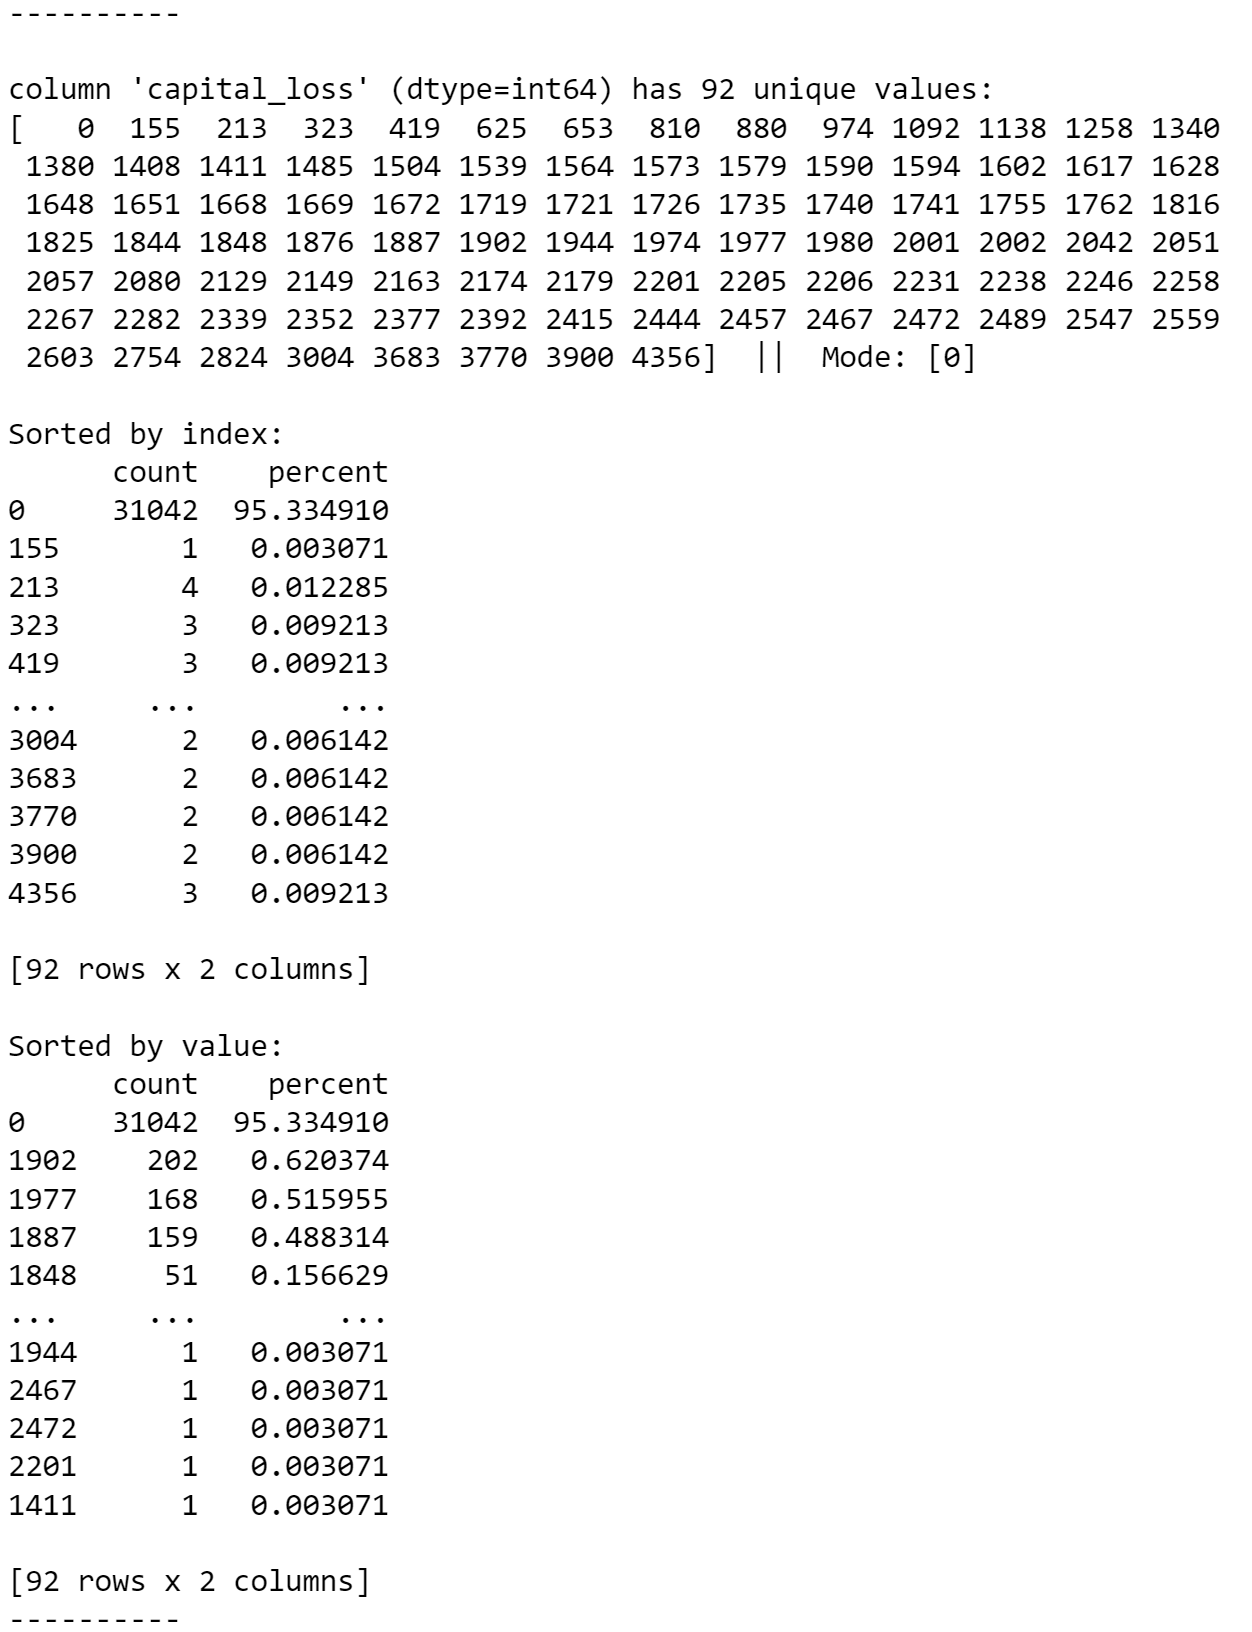 ----------
column 'capital_loss' (dtype=int64) has 92 unique values:
[   0  155  213  323  419  625  653  810  880  974 1092 1138 1258 1340
 1380 1408 1411 1485 1504 1539 1564 1573 1579 1590 1594 1602 1617 1628
 1648 1651 1668 1669 1672 1719 1721 1726 1735 1740 1741 1755 1762 1816
 1825 1844 1848 1876 1887 1902 1944 1974 1977 1980 2001 2002 2042 2051
 2057 2080 2129 2149 2163 2174 2179 2201 2205 2206 2231 2238 2246 2258
 2267 2282 2339 2352 2377 2392 2415 2444 2457 2467 2472 2489 2547 2559
 2603 2754 2824 3004 3683 3770 3900 4356]  ||  Mode: [0]
Sorted by index:
      count    percent
0     31042  95.334910
155       1   0.003071
213       4   0.012285
323       3   0.009213
419       3   0.009213
...     ...        ...
3004      2   0.006142
3683      2   0.006142
3770      2   0.006142
3900      2   0.006142
4356      3   0.009213
[92 rows x 2 columns]
Sorted by value:
      count    percent
0     31042  95.334910
1902    202   0.620374
1977    168   0.515955
1887    159   0.488314
1848     51   0.156629
...     ...        ...
1944      1   0.003071
2467      1   0.003071
2472      1   0.003071
2201      1   0.003071
1411      1   0.003071
[92 rows x 2 columns]
----------